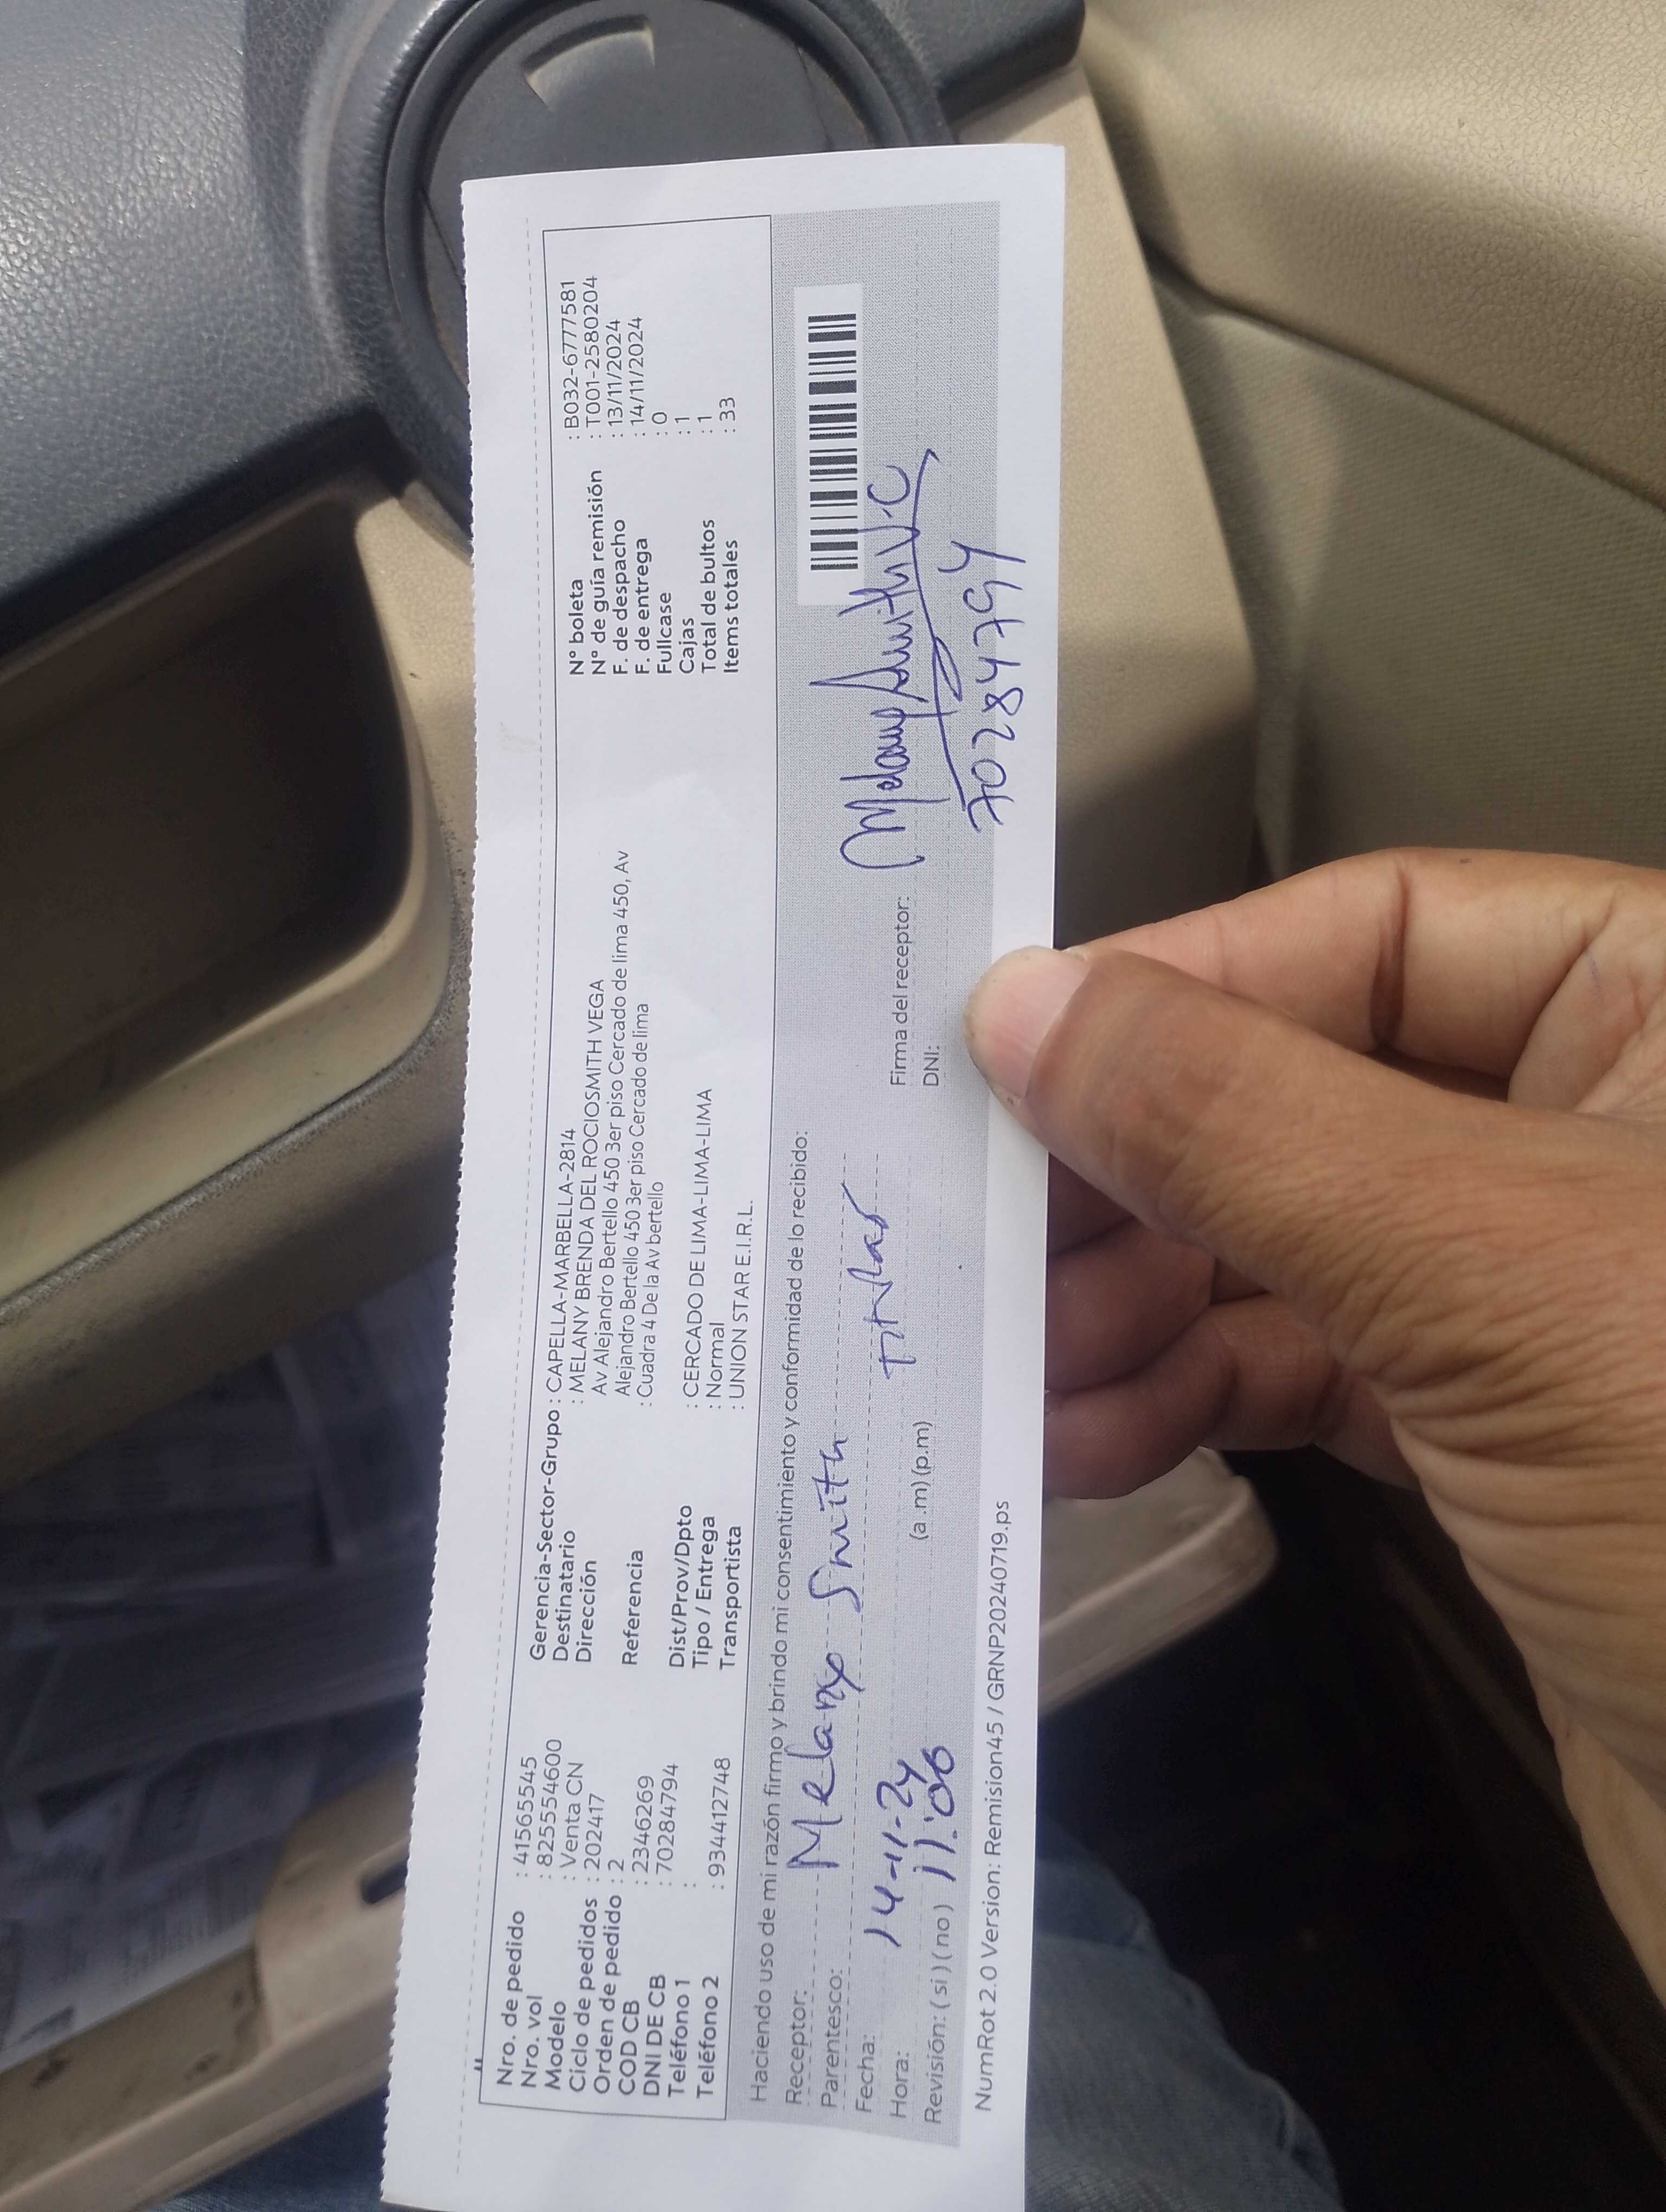 Nro. de pedido : 41565545
Nro. vol : 8255554600
Modelo : Venta CN
Ciclo de pedidos : 202417
Orden de pedido : 2
COD CB : 2346269
DNI DE CB : 70284794
Teléfono 1 :
Teléfono 2 : 934412748
Gerencia-Sector-Grupo : CAPELLA-MARBELLA-2814
Destinatario : MELANY BRENDA DEL ROCIOSMITH VEGA
Dirección Av Alejandro Bertello 450 3er piso Cercado de lima 450, Av
Alejandro Bertello 450 3er piso Cercado de lima
Referencia : Cuadra 4 De la Av bertello
Dist/Prov/Dpto : CERCADO DE LIMA-LIMA-LIMA
Tipo / Entrega : Normal
Transportista : UNION STAR E.I.R.L.
N° boleta : B032-6777581
N° de guía remisión : T001-2580204
F. de despacho : 13/11/2024
F. de entrega : 14/11/2024
Fullcase : 0
Cajas : 1
Total de bultos : 1
Items totales : 33
Haciendo uso de mi razón firmo y brindo mi consentimiento y conformidad de lo recibido:
Receptor: Melany Smith
Parentesco: titular
Fecha: 14-11-24
Hora: 11:00 (a .m) (p.m)
Revisión: ( si ) ( no )
Firma del receptor: Melany Smith V.C
DNI: 70284794
NumRot 2.0 Version: Remision45 / GRNP20240719.ps